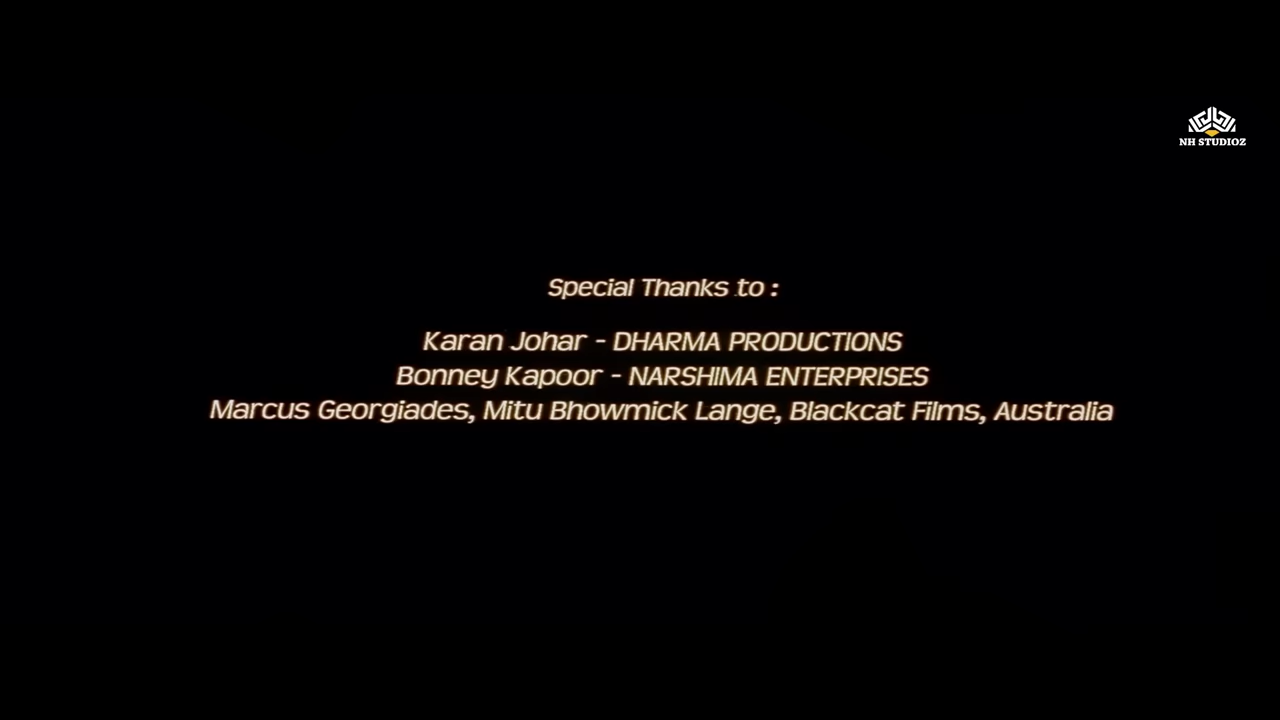 NH STUDIOZ
Special Thanks to :
Karan Johar - DHARMA PRODUCTIONS
Bonney Kapoor - NARSHIMA ENTERPRISES
Marcus Georgiades, Mitu Bhowmick Lange, Blackcat Films, Australia